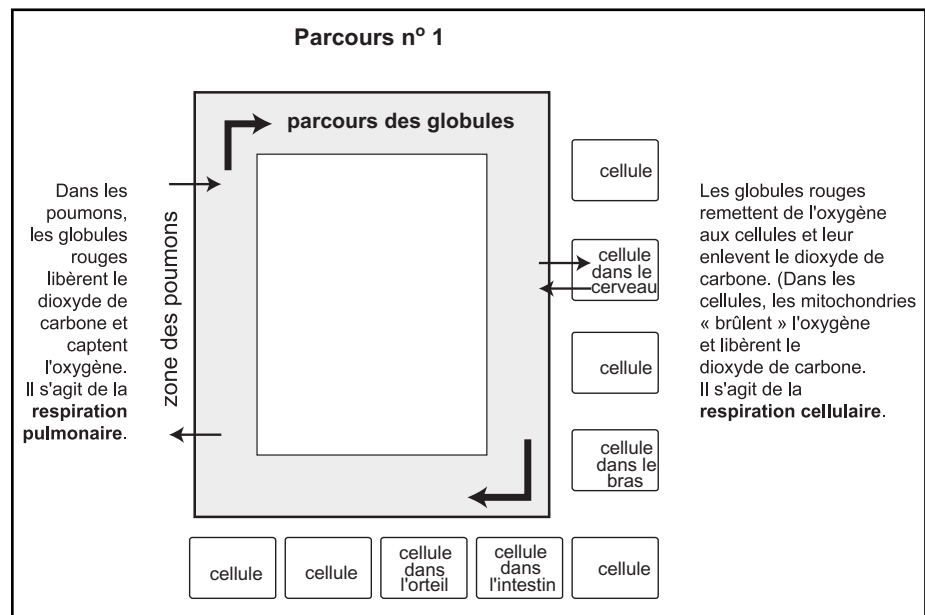 Parcours nº 1
parcours des globules
Dans les
poumons,
les globules
rouges
libèrent le
dioxyde de
carbone et
captent
l'oxygène.
Il s'agit de la
respiration
pulmonaire.
zone des poumons
cellule
cellule
dans le
cerveau
cellule
cellule
dans le
bras
Les globules rouges
remettent de l'oxygène
aux cellules et leur
enlevent le dioxyde de
carbone. (Dans les
cellules, les mitochondries
« brûlent » l'oxygène
et libèrent le
dioxyde de carbone.
Il s'agit de la
respiration cellulaire.
cellule
cellule
cellule
dans
l'orteil
cellule
dans
l'intestin
cellule